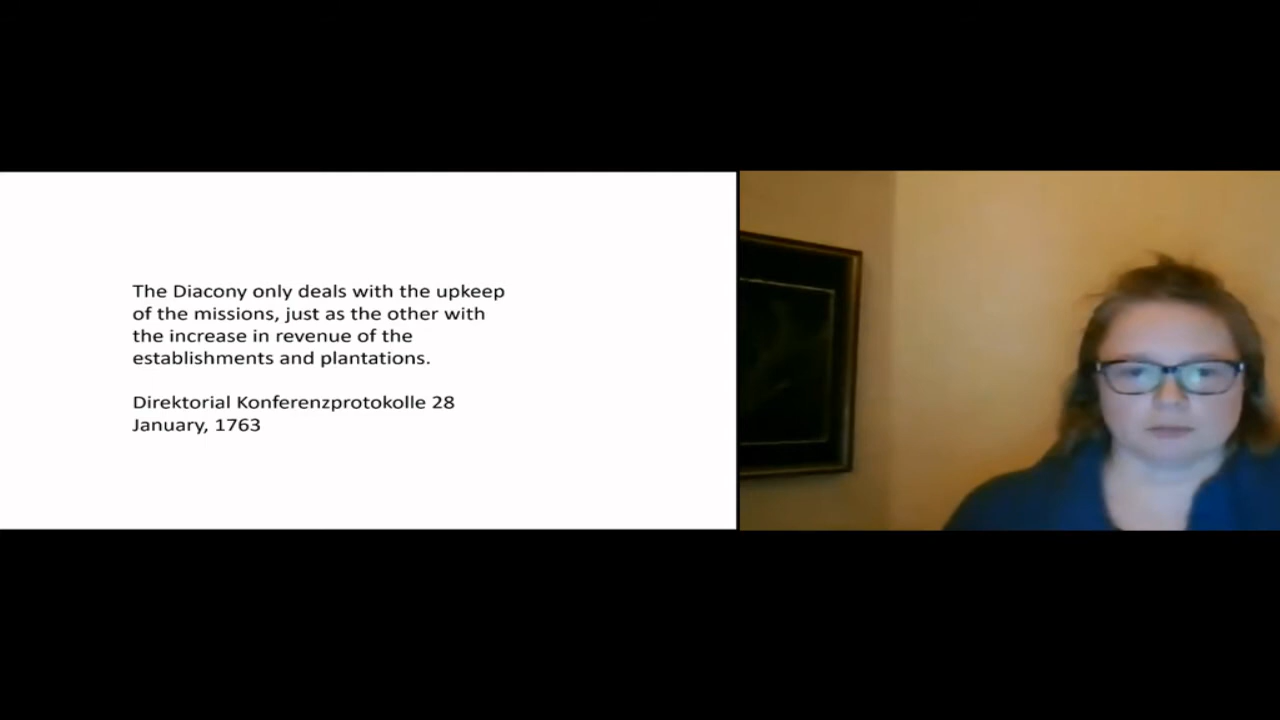 The Diacony only deals with the upkeep
of the missions, just as the other with
the increase in revenue of the
establishments and plantations.
Direktorial Konferenzprotokolle 28
January, 1763